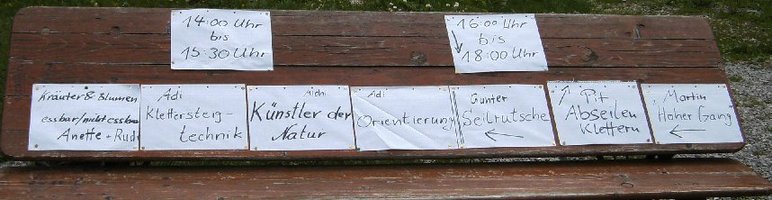 14:00 Uhr
bis
15:30 Uhr
16:00 Uhr
bis
18:00 Uhr
Kräuter & Blumen
essbar/nicht essbar
Anette + Rudi
Adi
Klettersteig-
technik
Künstler der
Natur
Adi
Orientierung
Gunter
Seilrutsche
Pit
Abseilen
Klettern
Martin
Hoher Gang